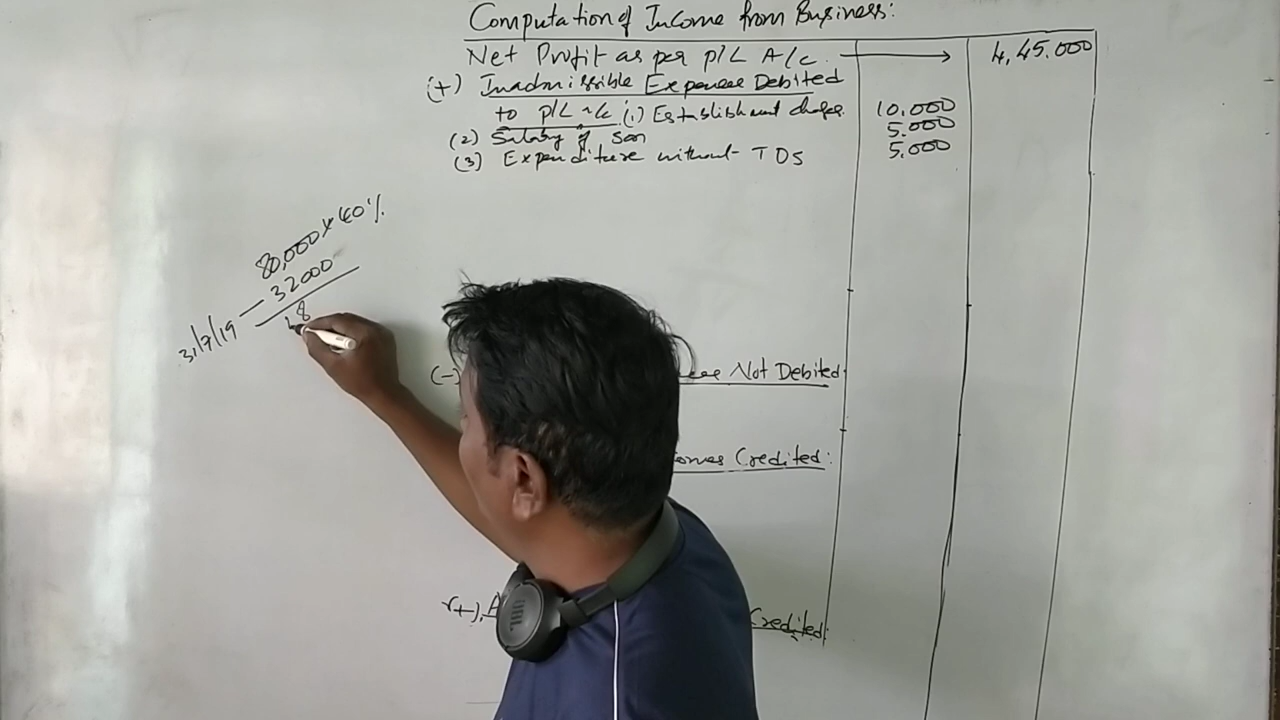 Computation of Income from Business:
Net Profit as per P/L A/c. 4,45,000
(+) Inadmissible Expenses Debited
to P/L A/c (1) Establishment charges 10,000
(2) Salary of Son 5,000
(3) Expenditure without TDS 5,000
80,000 x 40%
31/7/19 — 32000
48
(-) Not Debited:
Credited:
(+) A Credited:
JBL